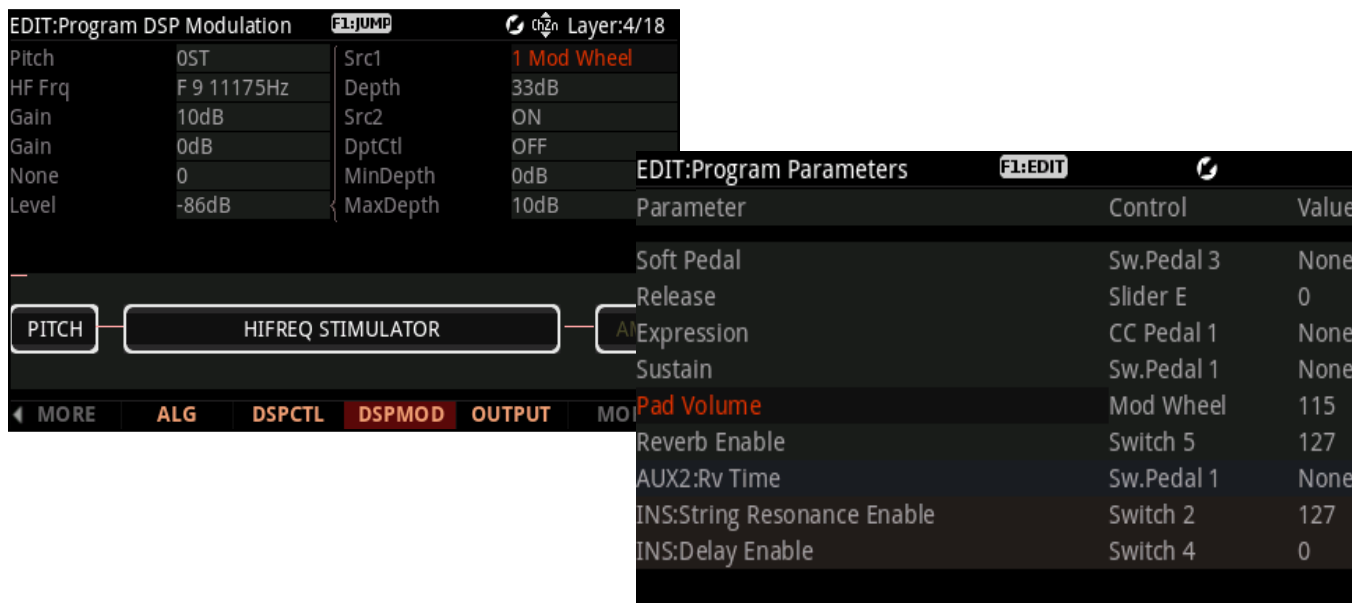 EDIT:Program DSP Modulation F1:JUMP ChZn Layer:4/18
Pitch 0ST Src1 1 Mod Wheel
HF Frq F 9 11175Hz Depth 33dB
Gain 10dB Src2 ON
Gain 0dB DptCtl OFF
None 0 MinDepth 0dB
Level -86dB MaxDepth 10dB
PITCH HIFREQ STIMULATOR
MORE ALG DSPCTL DSPMOD OUTPUT
EDIT:Program Parameters F1:EDIT
Parameter Control Value
Soft Pedal Sw.Pedal 3 None
Release Slider E 0
Expression CC Pedal 1 None
Sustain Sw.Pedal 1 None
Pad Volume Mod Wheel 115
Reverb Enable Switch 5 127
AUX2:Rv Time Sw.Pedal 1 None
INS:String Resonance Enable Switch 2 127
INS:Delay Enable Switch 4 0